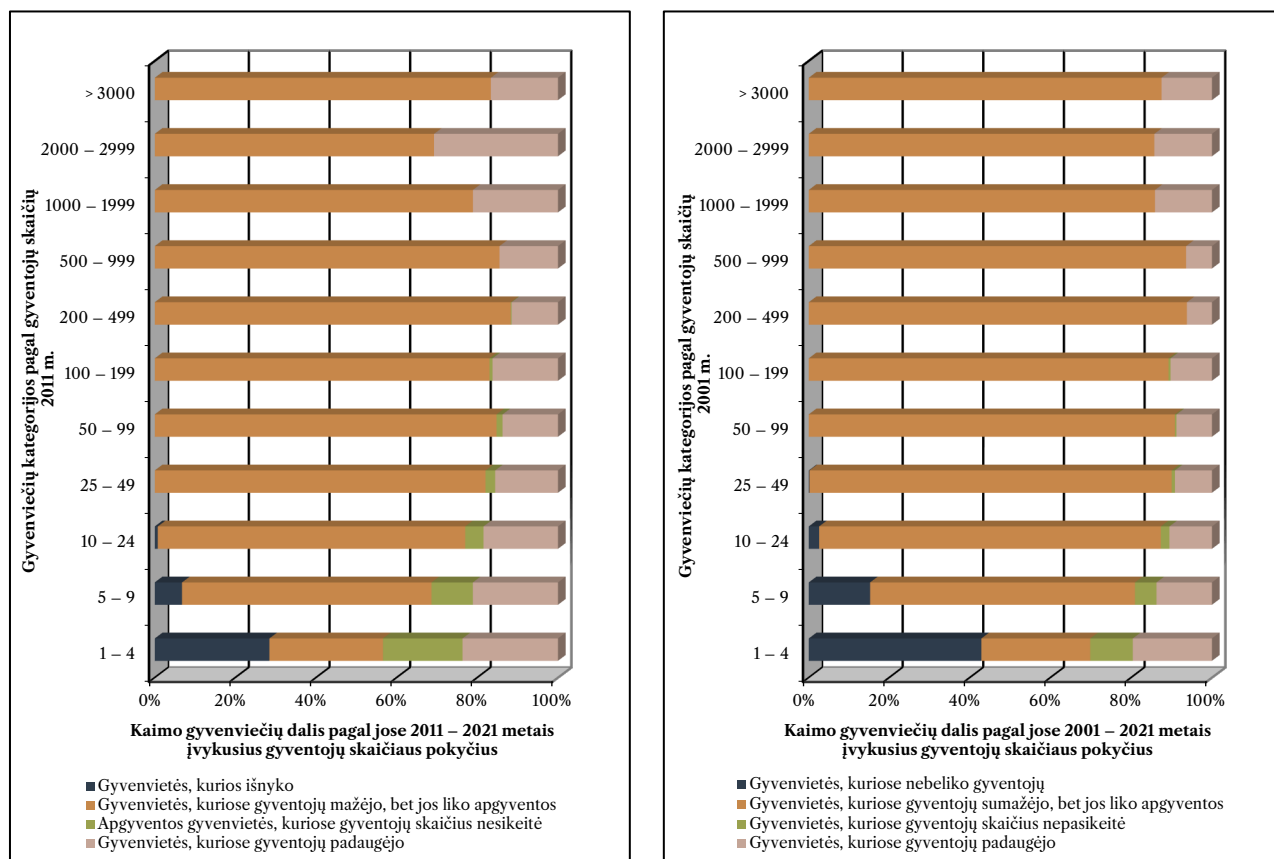 Gyvenviečių kategorijos pagal gyventojų skaičių
2011 m.
> 3000
2000 – 2999
1000 – 1999
500 – 999
200 – 499
100 – 199
50 – 99
25 – 49
10 – 24
5 – 9
1 – 4
0%
20%
40%
60%
80%
100%
Kaimo gyvenviečių dalis pagal jose 2011 – 2021 metais
įvykusius gyventojų skaičiaus pokyčius
Gyvenvietės, kurios išnyko
Gyvenvietės, kuriose gyventojų mažėjo, bet jos liko apgyventos
Apgyventos gyvenvietės, kuriose gyventojų skaičius nesikeitė
Gyvenvietės, kuriose gyventojų padaugėjo
Gyvenviečių kategorijos pagal gyventojų skaičių
2001 m.
> 3000
2000 – 2999
1000 – 1999
500 – 999
200 – 499
100 – 199
50 – 99
25 – 49
10 – 24
5 – 9
1 – 4
0%
20%
40%
60%
80%
100%
Kaimo gyvenviečių dalis pagal jose 2001 – 2021 metais
įvykusius gyventojų skaičiaus pokyčius
Gyvenvietės, kuriose nebeliko gyventojų
Gyvenvietės, kuriose gyventojų sumažėjo, bet jos liko apgyventos
Gyvenvietės, kuriose gyventojų skaičius nepasikeitė
Gyvenvietės, kuriose gyventojų padaugėjo